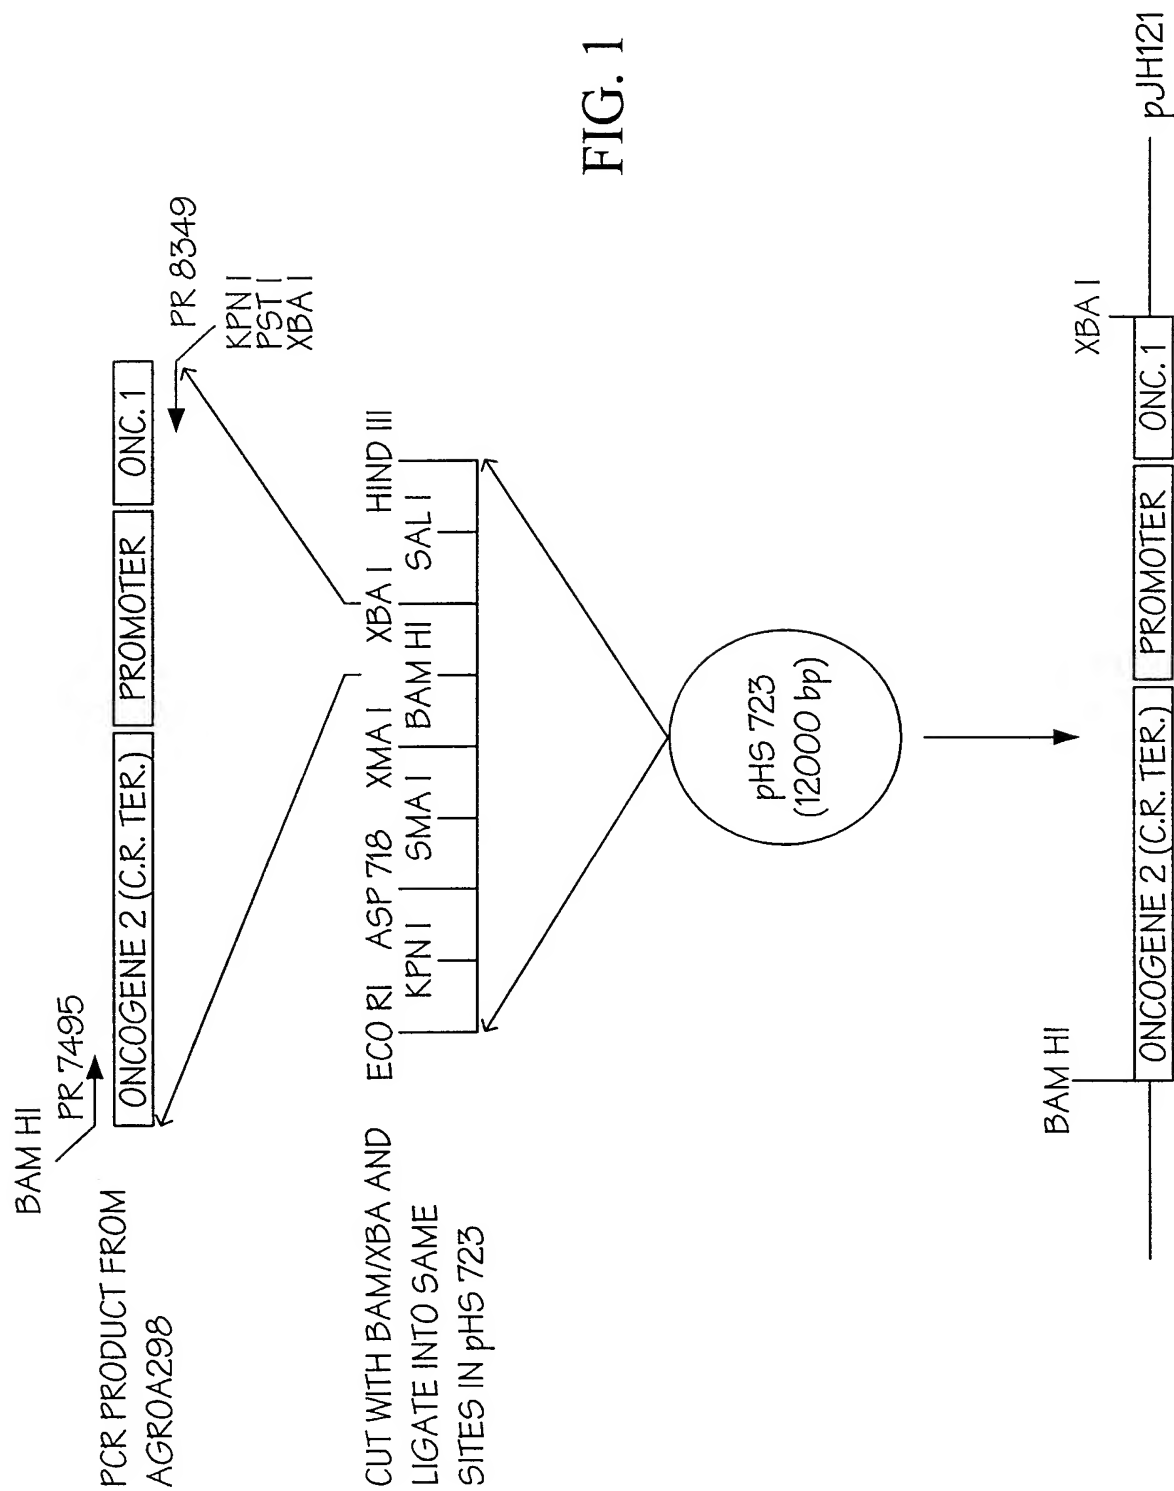 BAM HI
PR 7495
PCR PRODUCT FROM
AGROA298
ONCOGENE 2 (C.R. TER.)
PROMOTER
ONC. 1
PR 8349
KPN I
PST I
XBA I
CUT WITH BAM/XBA AND
LIGATE INTO SAME
SITES IN pHS 723
ECO RI
KPN I
ASP 718
SMA I
XMA I
BAM HI
XBA I
SAL I
HIND III
pHS 723
(12000 bp)
FIG. 1
BAM HI
XBA I
ONCOGENE 2 (C.R. TER.)
PROMOTER
ONC. 1
pJH121